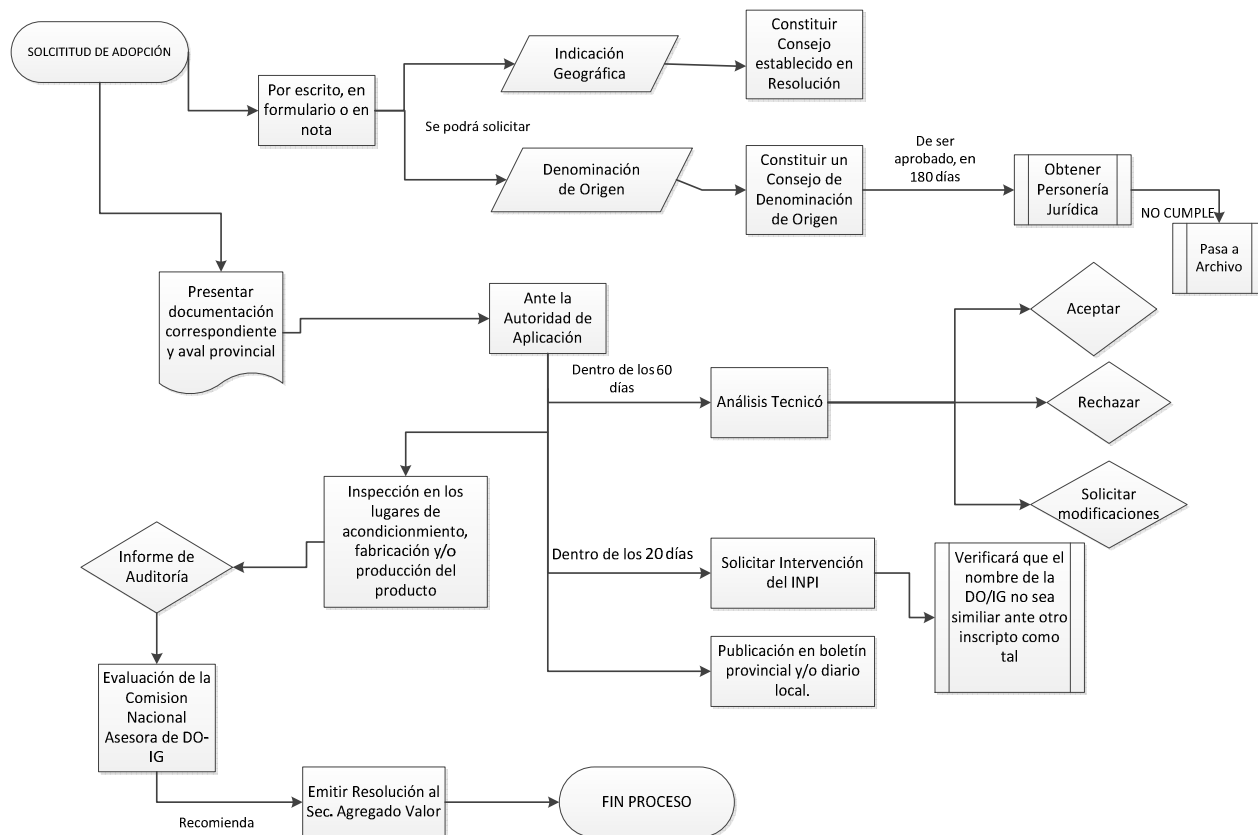 SOLCITITUD DE ADOPCIÓN
Por escrito, en
formulario o en
nota
Indicación
Geográfica
Constituir
Consejo
establecido en
Resolución
Se podrá solicitar
Denominación
de Origen
Constituir un
Consejo de
Denominación
de Origen
De ser
aprobado, en
180 días
Obtener
Personería
Jurídica
NO CUMPLE
Pasa a
Archivo
Presentar
documentación
correspondiente
y aval provincial
Ante la
Autoridad de
Aplicación
Dentro de los 60
días
Análisis Tecnicó
Aceptar
Rechazar
Solicitar
modificaciones
Inspección en los
lugares de
acondicionmiento,
fabricación y/o
producción del
producto
Informe de
Auditoría
Dentro de los 20 días
Solicitar Intervención
del INPI
Verificará que el
nombre de la
DO/IG no sea
similiar ante otro
inscripto como
tal
Publicación en boletín
provincial y/o diario
local.
Evaluación de la
Comision
Nacional
Asesora de DO-
IG
Recomienda
Emitir Resolución al
Sec. Agregado Valor
FIN PROCESO